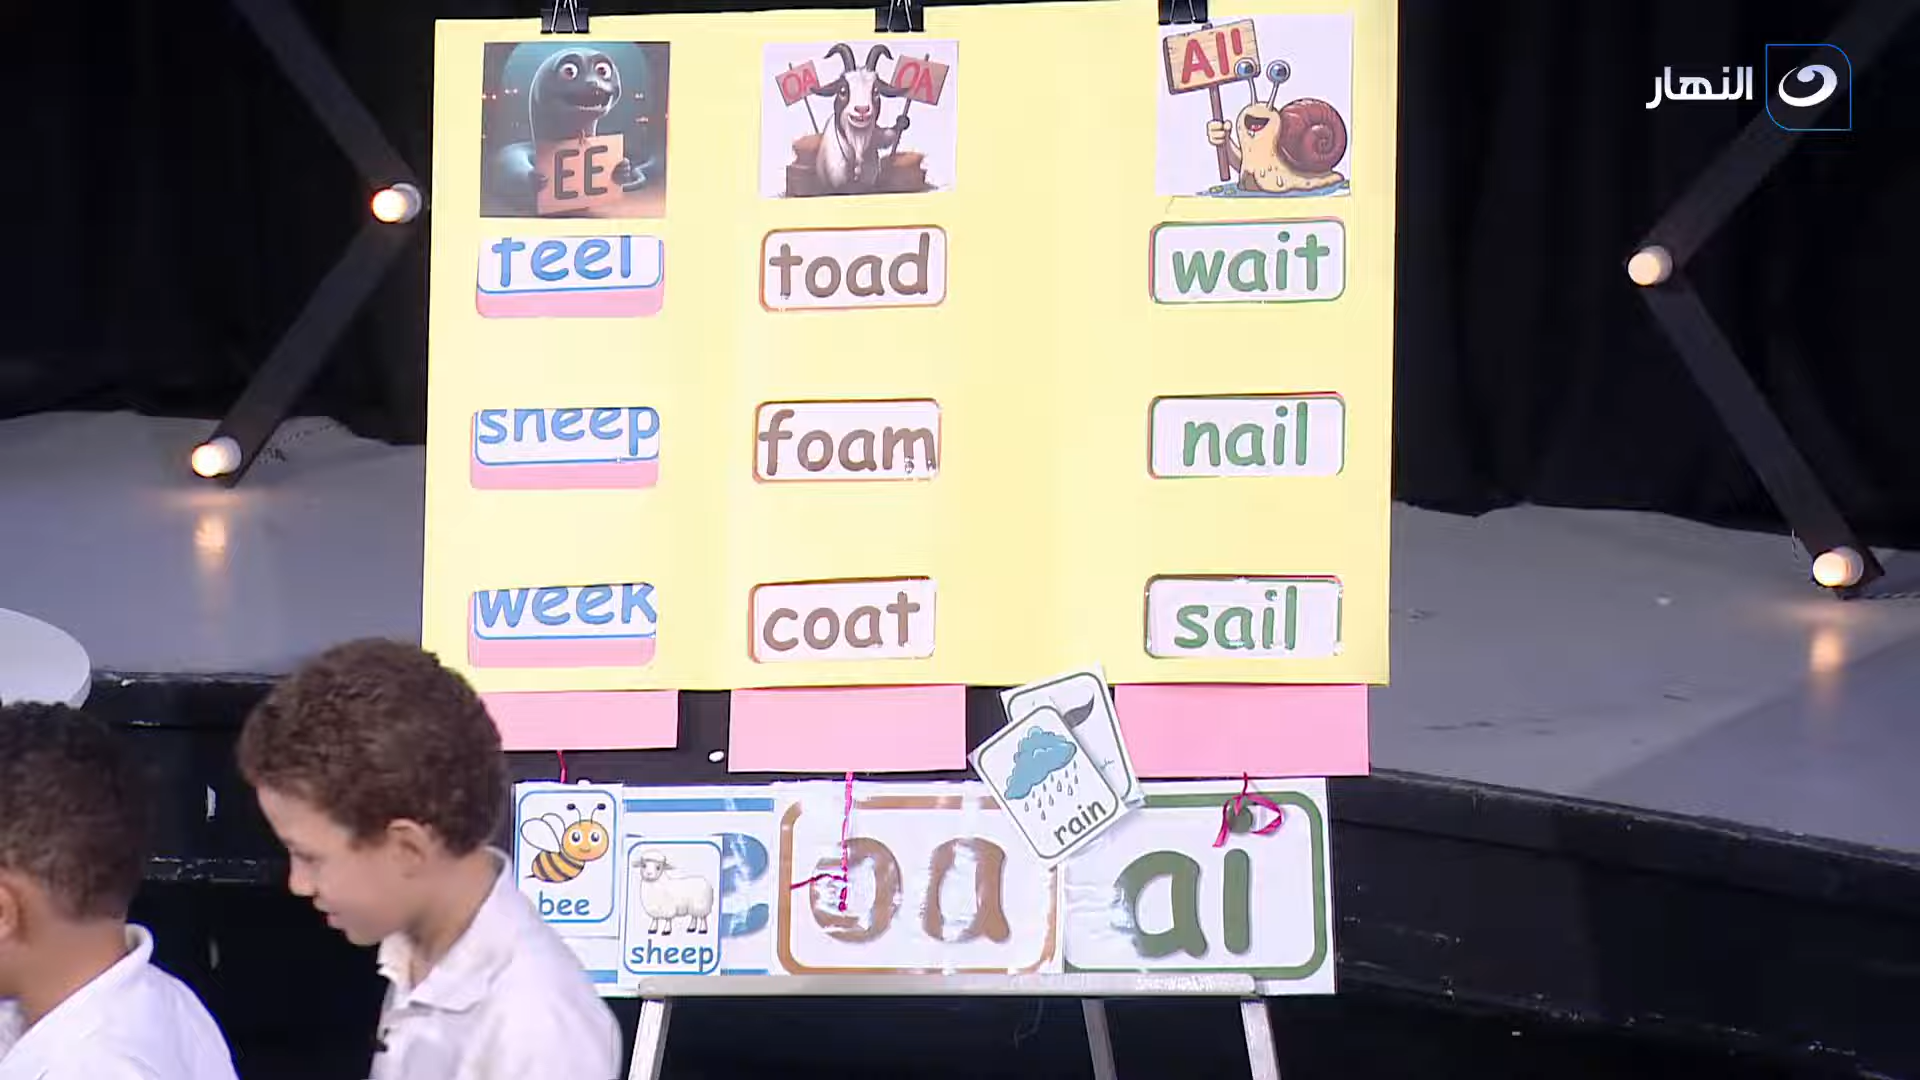 النهار
EE
OA OA
AI
feel
toad
wait
sheep
foam
nail
week
coat
sail
rain
bee
sheep
oa
ai